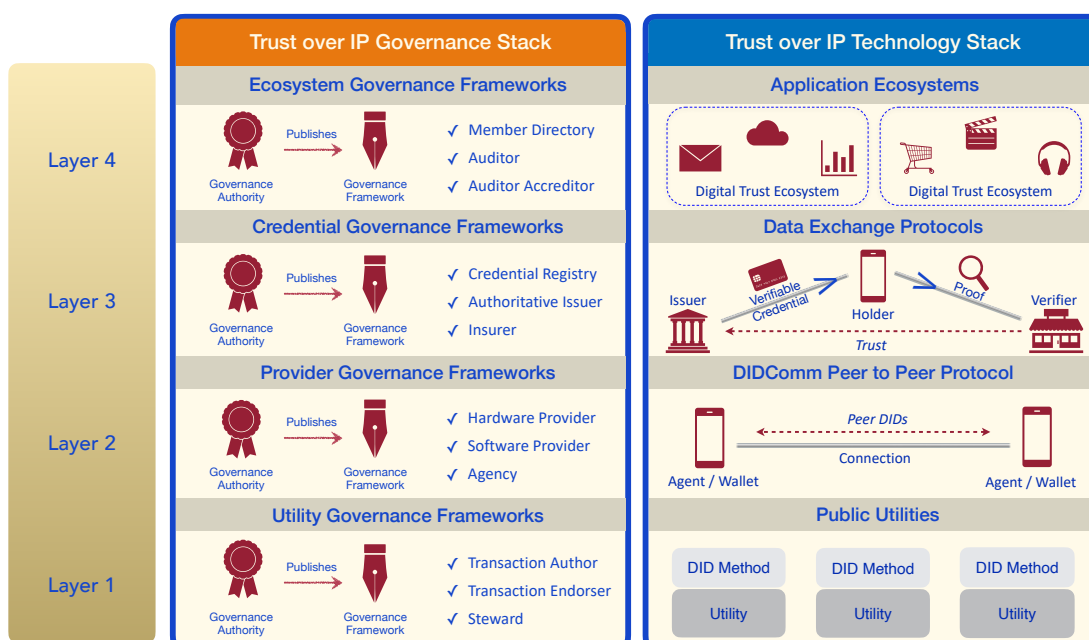 Trust over IP Governance Stack
Trust over IP Technology Stack
Layer 4
Ecosystem Governance Frameworks
Publishes
Governance
Authority
Governance
Framework
✓ Member Directory
✓ Auditor
✓ Auditor Accreditor
Application Ecosystems
Digital Trust Ecosystem
Digital Trust Ecosystem
Layer 3
Credential Governance Frameworks
Publishes
Governance
Authority
Governance
Framework
✓ Credential Registry
✓ Authoritative Issuer
✓ Insurer
Data Exchange Protocols
Issuer
Verifiable
Credential
Holder
Proof
Verifier
Trust
Layer 2
Provider Governance Frameworks
Publishes
Governance
Authority
Governance
Framework
✓ Hardware Provider
✓ Software Provider
✓ Agency
DIDComm Peer to Peer Protocol
Peer DIDs
Connection
Agent / Wallet
Agent / Wallet
Layer 1
Utility Governance Frameworks
Publishes
Governance
Authority
Governance
Framework
✓ Transaction Author
✓ Transaction Endorser
✓ Steward
Public Utilities
DID Method
DID Method
DID Method
Utility
Utility
Utility